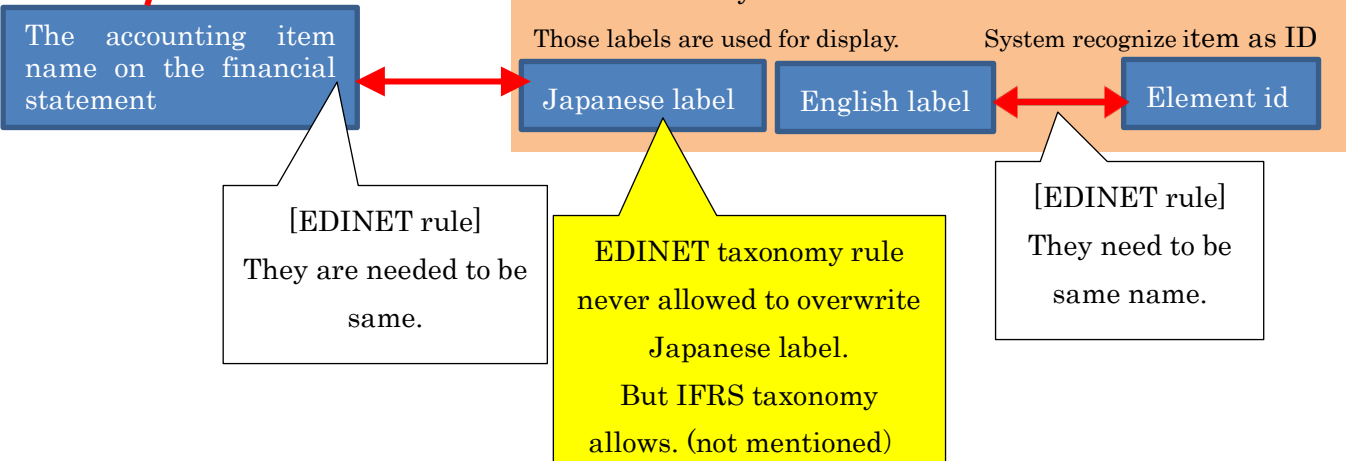 The accounting item
name on the financial
statement
Those labels are used for display.
System recognize item as ID
Japanese label
English label
Element id
[EDINET rule]
They are needed to be
same.
EDINET taxonomy rule
never allowed to overwrite
Japanese label.
But IFRS taxonomy
allows. (not mentioned)
[EDINET rule]
They need to be
same name.